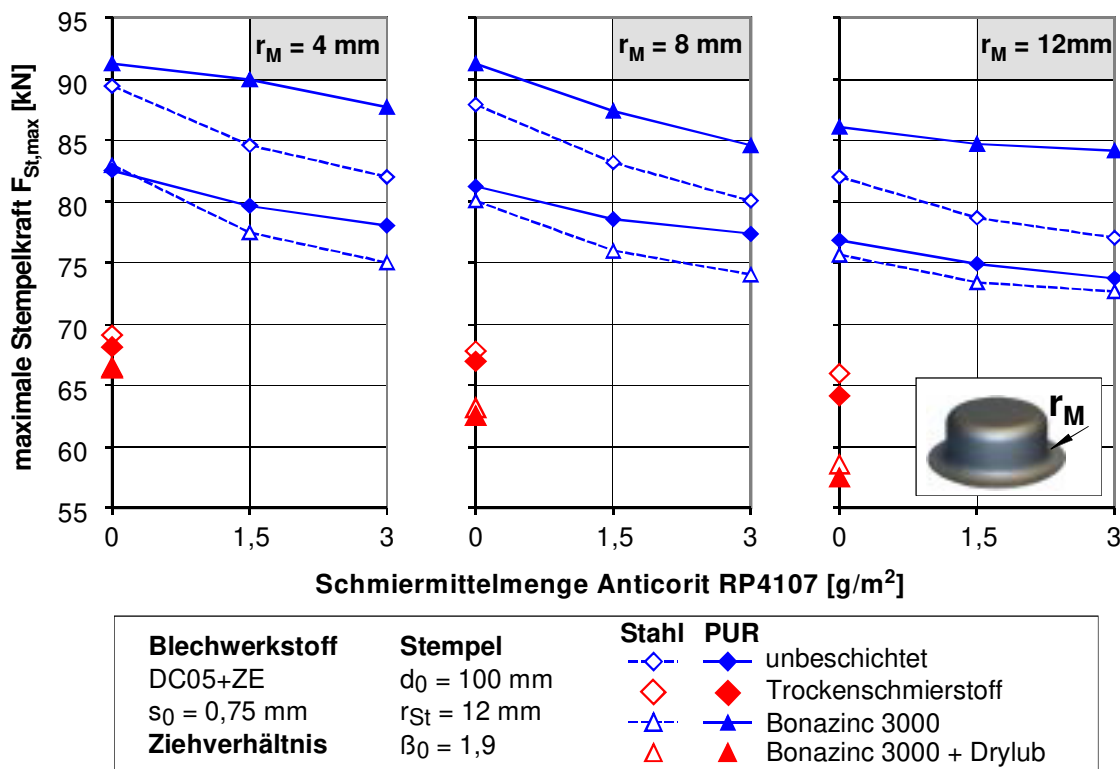 maximale Stempelkraft F_St,max [kN]
95
90
85
80
75
70
65
60
55
r_M = 4 mm
r_M = 8 mm
r_M = 12mm
r_M
0 1,5 3
0 1,5 3
0 1,5 3
Schmiermittelmenge Anticorit RP4107 [g/m²]
Blechwerkstoff Stempel Stahl PUR
DC05+ZE d₀ = 100 mm unbeschichtet
s₀ = 0,75 mm r_St = 12 mm Trockenschmierstoff
Ziehverhältnis ß₀ = 1,9 Bonazinc 3000
Bonazinc 3000 + Drylub